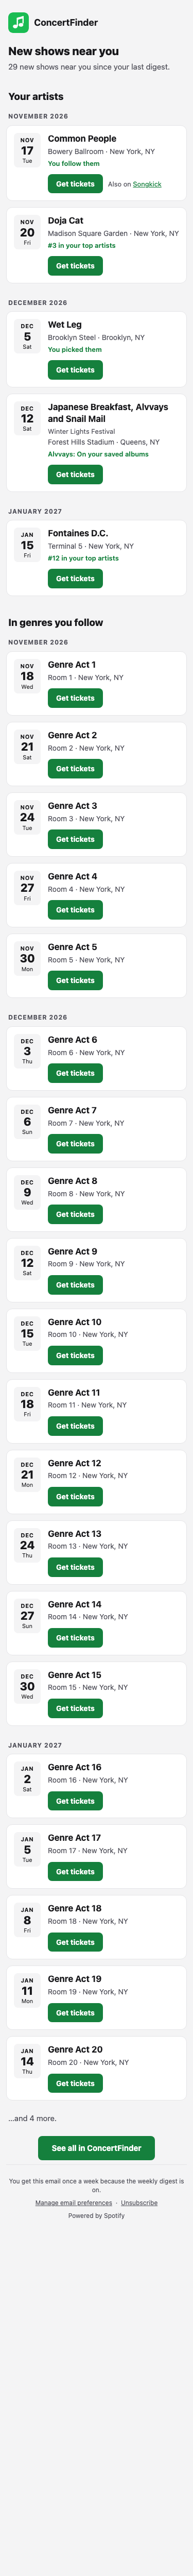 ConcertFinder
New shows near you
29 new shows near you since your last digest.
Your artists
NOVEMBER 2026
NOV
17
Tue
Common People
Bowery Ballroom · New York, NY
You follow them
Get tickets
Also on Songkick
NOV
20
Fri
Doja Cat
Madison Square Garden · New York, NY
#3 in your top artists
Get tickets
DECEMBER 2026
DEC
5
Sat
Wet Leg
Brooklyn Steel · Brooklyn, NY
You picked them
Get tickets
DEC
12
Sat
Japanese Breakfast, Alvvays
and Snail Mail
Winter Lights Festival
Forest Hills Stadium · Queens, NY
Alvvays: On your saved albums
Get tickets
JANUARY 2027
JAN
15
Fri
Fontaines D.C.
Terminal 5 · New York, NY
#12 in your top artists
Get tickets
In genres you follow
NOVEMBER 2026
NOV
18
Wed
Genre Act 1
Room 1 · New York, NY
Get tickets
NOV
21
Sat
Genre Act 2
Room 2 · New York, NY
Get tickets
NOV
24
Tue
Genre Act 3
Room 3 · New York, NY
Get tickets
NOV
27
Fri
Genre Act 4
Room 4 · New York, NY
Get tickets
NOV
30
Mon
Genre Act 5
Room 5 · New York, NY
Get tickets
DECEMBER 2026
DEC
3
Thu
Genre Act 6
Room 6 · New York, NY
Get tickets
DEC
6
Sun
Genre Act 7
Room 7 · New York, NY
Get tickets
DEC
9
Wed
Genre Act 8
Room 8 · New York, NY
Get tickets
DEC
12
Sat
Genre Act 9
Room 9 · New York, NY
Get tickets
DEC
15
Tue
Genre Act 10
Room 10 · New York, NY
Get tickets
DEC
18
Fri
Genre Act 11
Room 11 · New York, NY
Get tickets
DEC
21
Mon
Genre Act 12
Room 12 · New York, NY
Get tickets
DEC
24
Thu
Genre Act 13
Room 13 · New York, NY
Get tickets
DEC
27
Sun
Genre Act 14
Room 14 · New York, NY
Get tickets
DEC
30
Wed
Genre Act 15
Room 15 · New York, NY
Get tickets
JANUARY 2027
JAN
2
Sat
Genre Act 16
Room 16 · New York, NY
Get tickets
JAN
5
Tue
Genre Act 17
Room 17 · New York, NY
Get tickets
JAN
8
Fri
Genre Act 18
Room 18 · New York, NY
Get tickets
JAN
11
Mon
Genre Act 19
Room 19 · New York, NY
Get tickets
JAN
14
Thu
Genre Act 20
Room 20 · New York, NY
Get tickets
…and 4 more.
See all in ConcertFinder
You get this email once a week because the weekly digest is
on.
Manage email preferences · Unsubscribe
Powered by Spotify